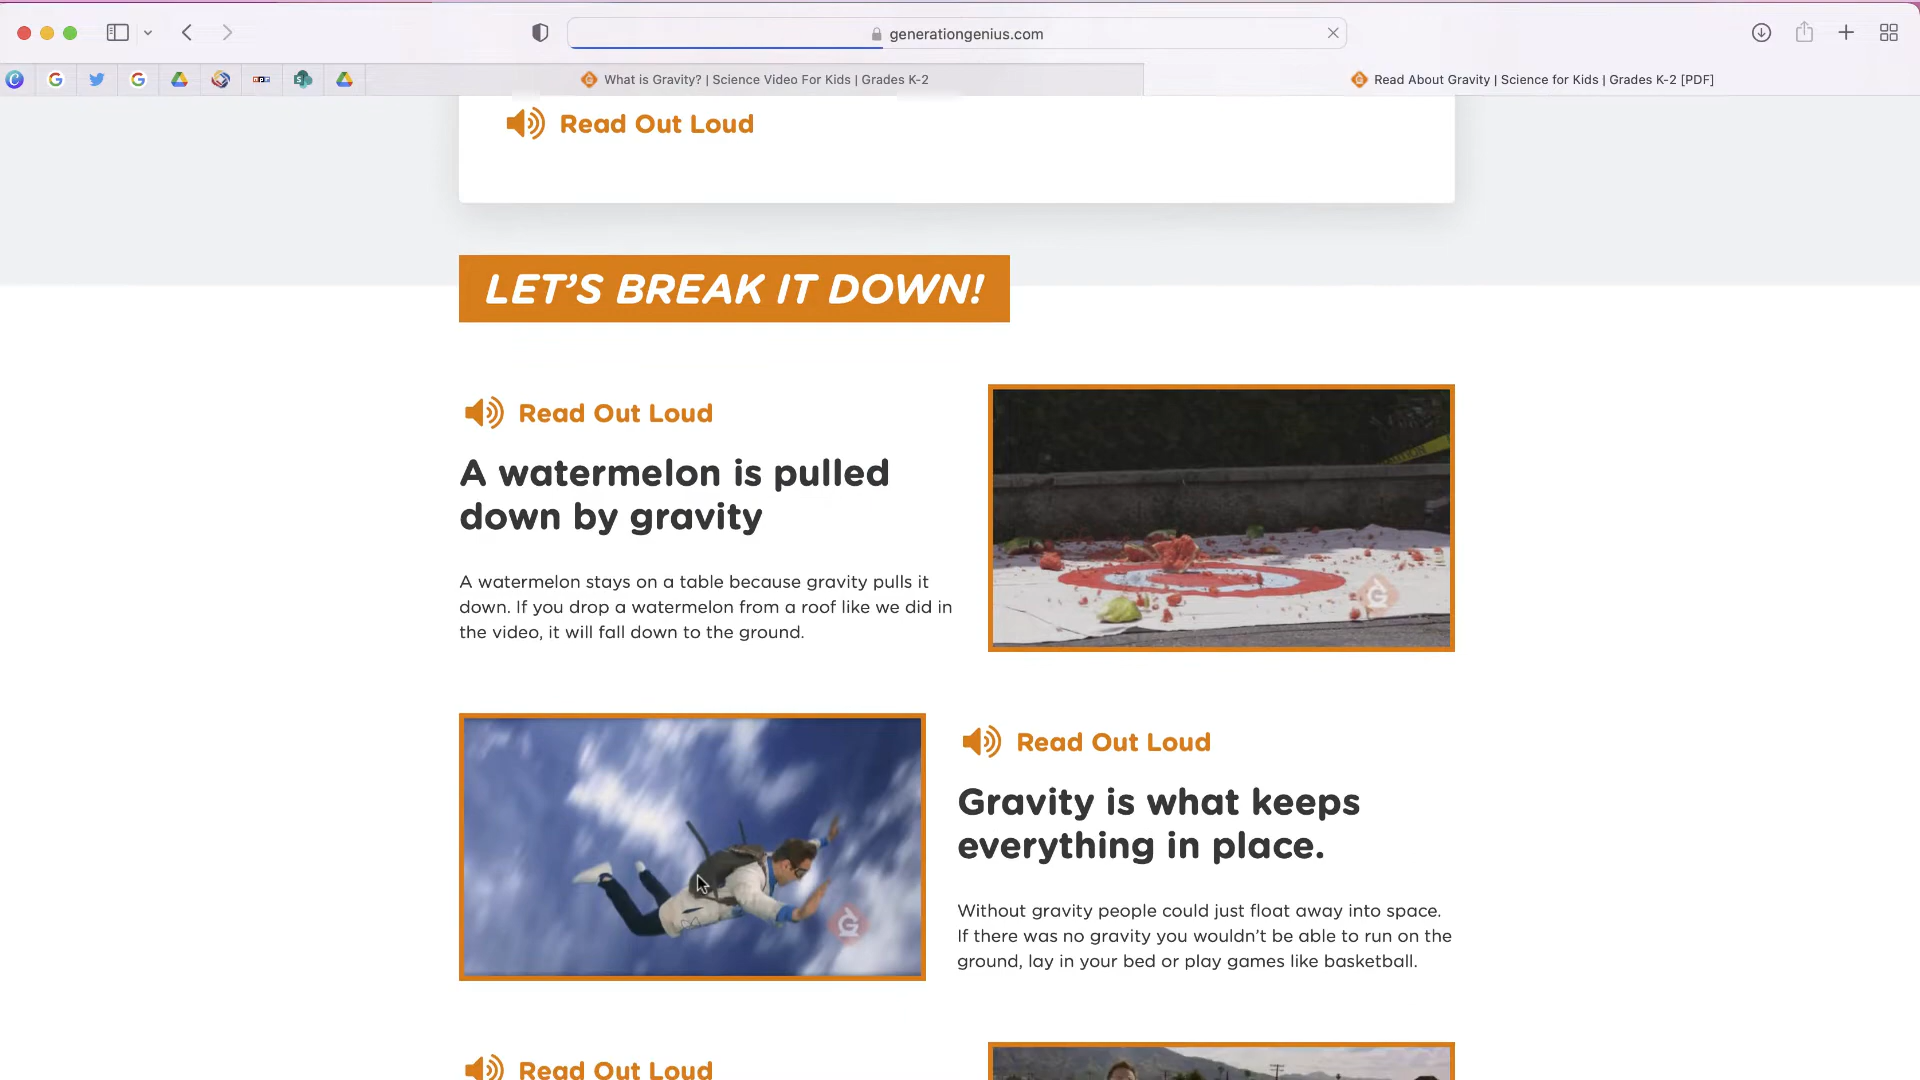 generationgenius.com
What is Gravity? | Science Video For Kids | Grades K-2
Read About Gravity | Science for Kids | Grades K-2 [PDF]
Read Out Loud
LET'S BREAK IT DOWN!
Read Out Loud
A watermelon is pulled
down by gravity
A watermelon stays on a table because gravity pulls it
down. If you drop a watermelon from a roof like we did in
the video, it will fall down to the ground.
Read Out Loud
Gravity is what keeps
everything in place.
Without gravity people could just float away into space.
If there was no gravity you wouldn't be able to run on the
ground, lay in your bed or play games like basketball.
Read Out Loud